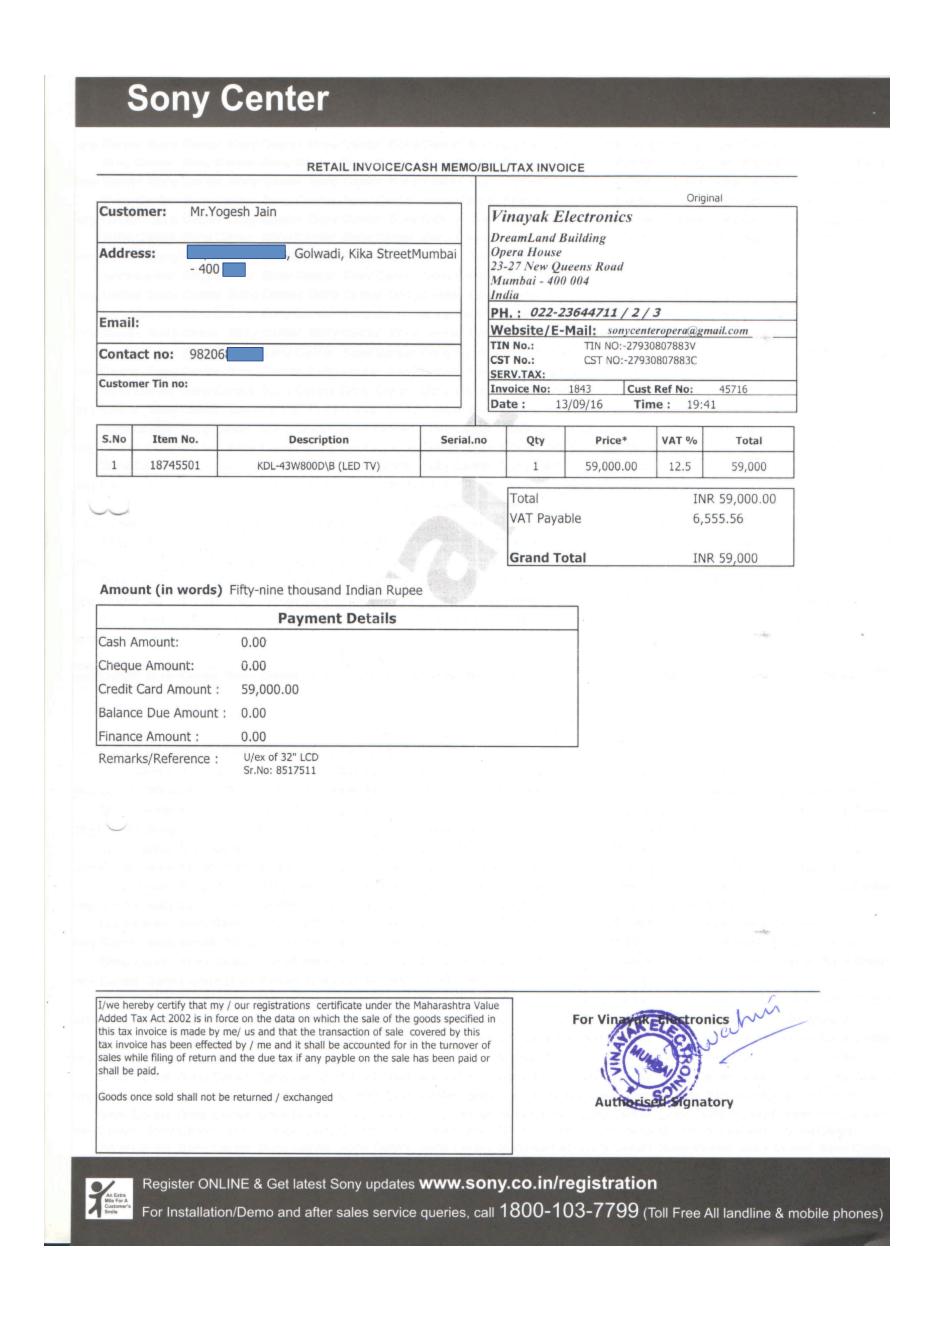 Sony Center
RETAIL INVOICE/CASH MEMO/BILL/TAX INVOICE
Original
Customer: Mr.Yogesh Jain
Address: , Golwadi, Kika StreetMumbai
- 400
Email:
Contact no: 98206
Customer Tin no:
Vinayak Electronics
DreamLand Building
Opera House
23-27 New Queens Road
Mumbai - 400 004
India
PH. : 022-23644711 / 2 / 3
Website/E-Mail: sonycenteropera@gmail.com
TIN No.: TIN NO:-27930807883V
CST No.: CST NO:-27930807883C
SERV.TAX:
Invoice No: 1843 Cust Ref No: 45716
Date : 13/09/16 Time : 19:41
S.No Item No. Description Serial.no Qty Price* VAT % Total
1 18745501 KDL-43W800D\B (LED TV) 1 59,000.00 12.5 59,000
Total INR 59,000.00
VAT Payable 6,555.56
Grand Total INR 59,000
Amount (in words) Fifty-nine thousand Indian Rupee
Payment Details
Cash Amount: 0.00
Cheque Amount: 0.00
Credit Card Amount : 59,000.00
Balance Due Amount : 0.00
Finance Amount : 0.00
Remarks/Reference : U/ex of 32" LCD
Sr.No: 8517511
I/we hereby certify that my / our registrations certificate under the Maharashtra Value
Added Tax Act 2002 is in force on the data on which the sale of the goods specified in
this tax invoice is made by me/ us and that the transaction of sale covered by this
tax invoice has been effected by / me and it shall be accounted for in the turnover of
sales while filing of return and the due tax if any payble on the sale has been paid or
shall be paid.
Goods once sold shall not be returned / exchanged
For Vinayak Electronics
VINAYAK ELECTRONICS
MUMBAI
Authorised Signatory
An Extra
Mile For A
Customer's
Smile
Register ONLINE & Get latest Sony updates www.sony.co.in/registration
For Installation/Demo and after sales service queries, call 1800-103-7799 (Toll Free All landline & mobile phones)